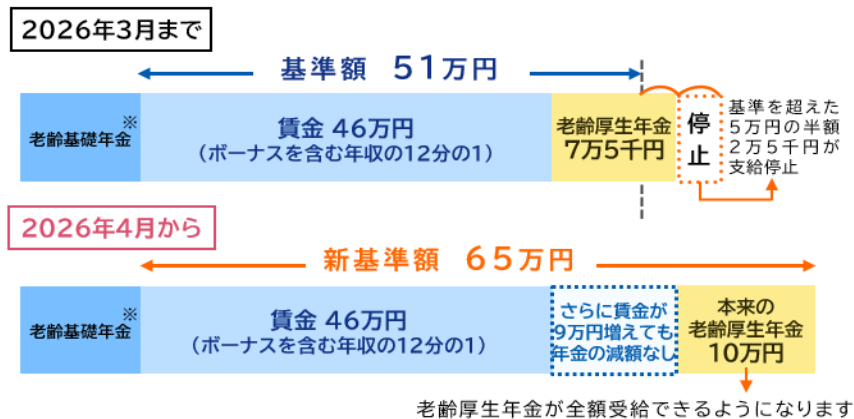 2026年3月まで
基準額 51万円
老齢基礎年金
※
賃金 46万円
(ボーナスを含む年収の12分の1)
老齢厚生年金
7万5千円
停
止
基準を超えた
5万円の半額
2万5千円が
支給停止
2026年4月から
新基準額 65万円
老齢基礎年金
※
賃金 46万円
(ボーナスを含む年収の12分の1)
さらに賃金が
9万円増えても
年金の減額なし
本来の
老齢厚生年金
10万円
老齢厚生年金が全額受給できるようになります